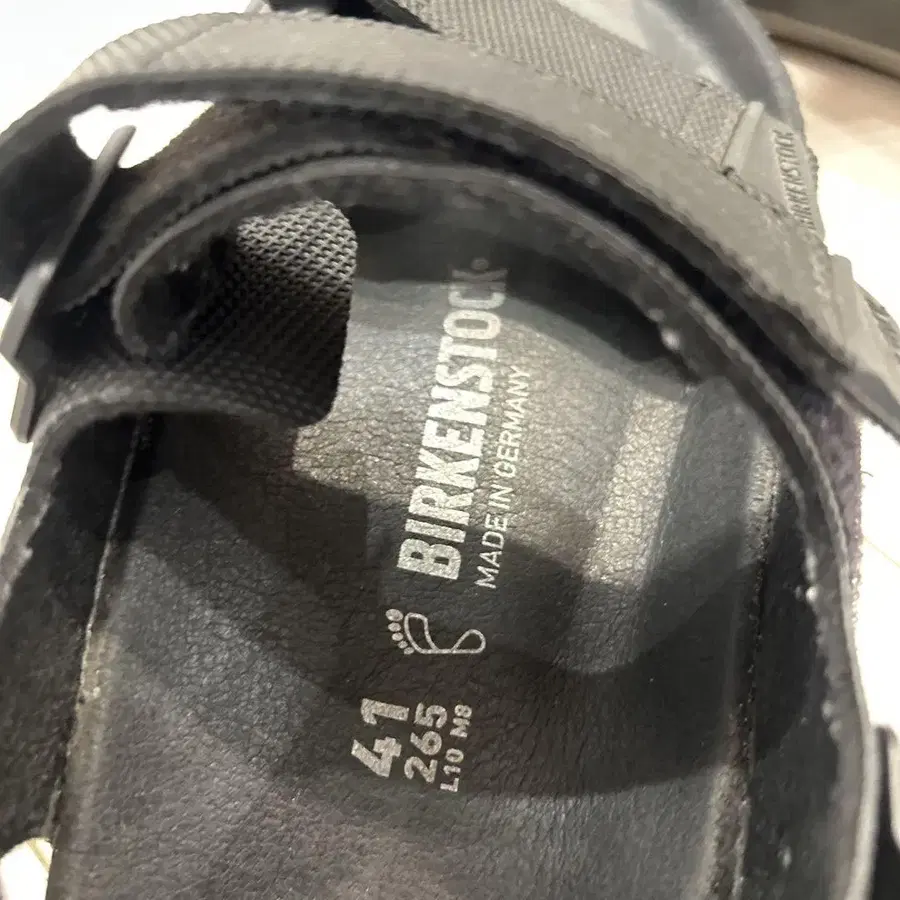 BIRKENSTOCK
MADE IN GERMANY
41
265
L10 M8
BIRKENSTOCK